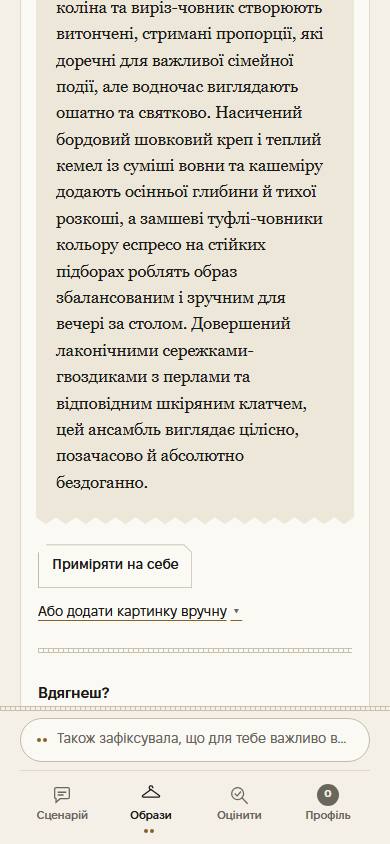 коліна та виріз-човник створюють
витончені, стримані пропорції, які
доречні для важливої сімейної
події, але водночас виглядають
ошатно та святково. Насичений
бордовий шовковий креп і теплий
кемел із суміші вовни та кашеміру
додають осінньої глибини й тихої
розкоші, а замшеві туфлі-човники
кольору еспресо на стійких
підборах роблять образ
збалансованим і зручним для
вечері за столом. Довершений
лаконічними сережками-
гвоздиками з перлами та
відповідним шкіряним клатчем,
цей ансамбль виглядає цілісно,
позачасово й абсолютно
бездоганно.
Приміряти на себе
Або додати картинку вручну
Вдягнеш?
Також зафіксувала, що для тебе важливо в...
Сценарій
Образи
Оцінити
0
Профіль